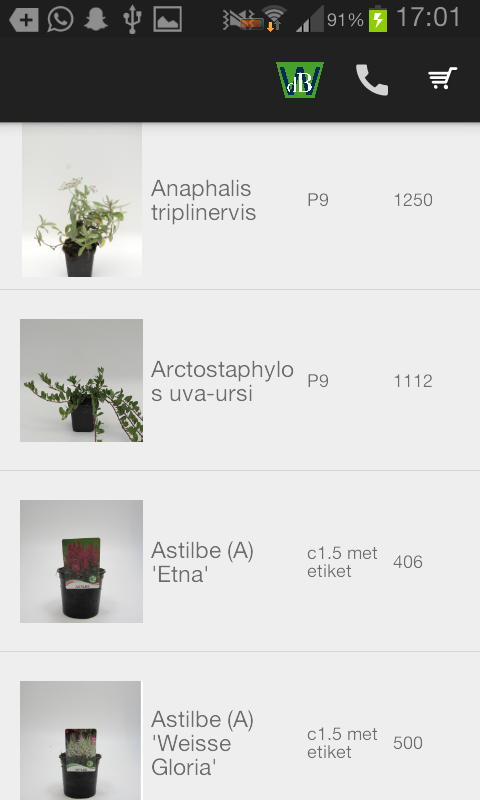 91% 17:01
dB
Anaphalis
triplinervis
P9
1250
Arctostaphylo
s uva-ursi
P9
1112
Astilbe (A)
'Etna'
c1.5 met
etiket
406
Astilbe (A)
'Weisse
Gloria'
c1.5 met
etiket
500